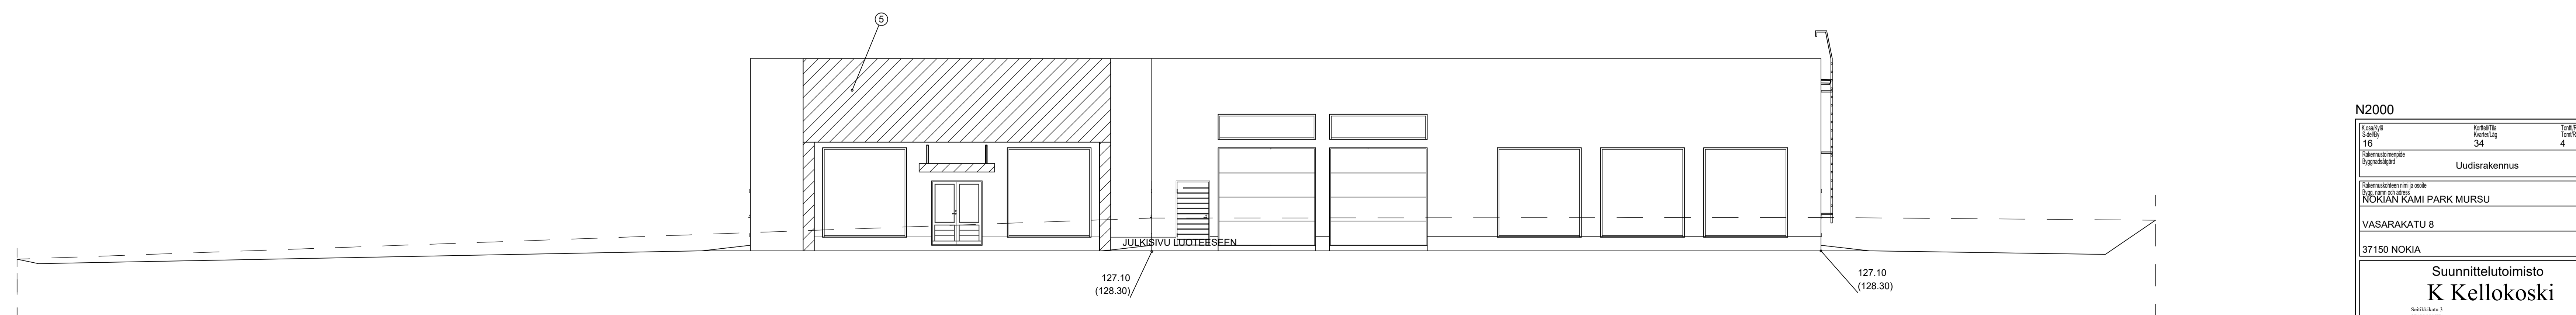 5
JULKISIVU LUOTEESEEN
127.10
(128.30)
127.10
(128.30)
N2000
K.osa/Kylä Kortteli/Tila
S-del/By Kvarter/Läg
16 34 4
Rakennustoimenpide
Byggnadsåtgärd
Uudisrakennus
Rakennuskohteen nimi ja osoite
Bygg. namn och adress
NOKIAN KAMI PARK MURSU
VASARAKATU 8
37150 NOKIA
Suunnittelutoimisto
K Kellokoski
Seitikkikatu 3